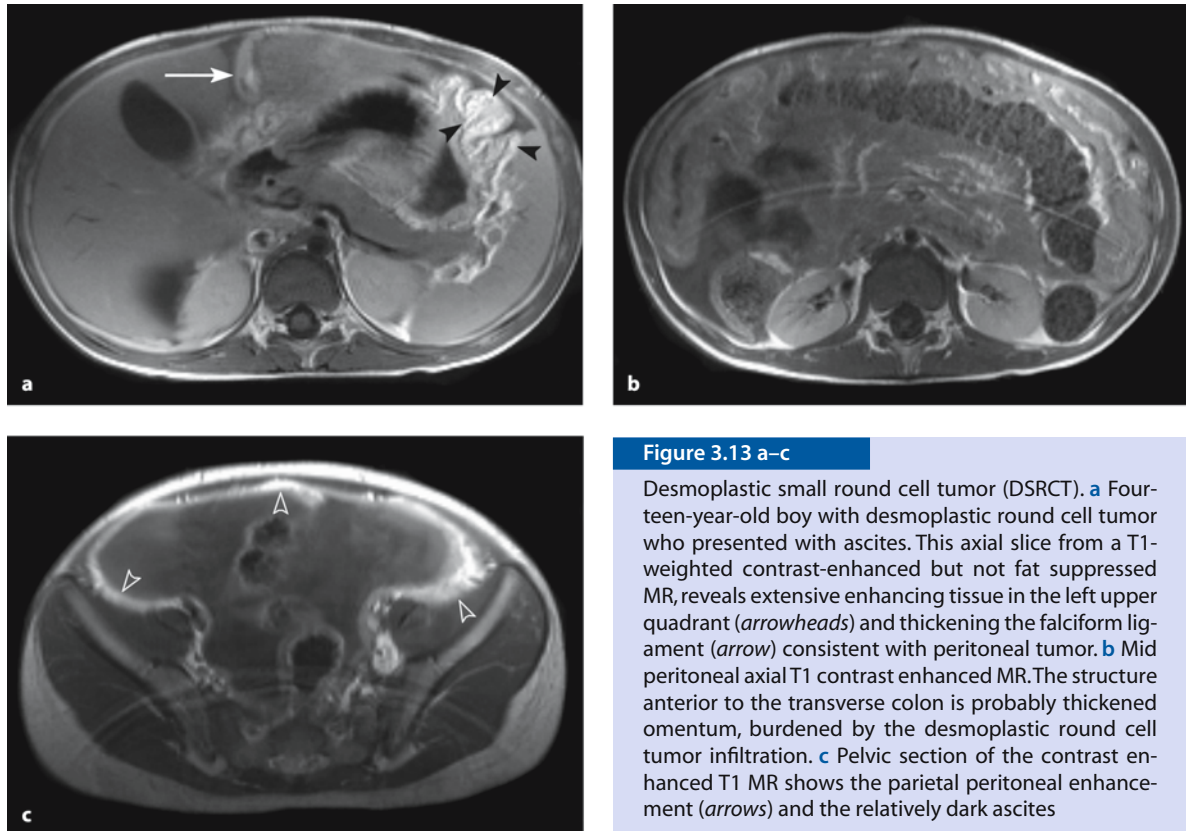 a
b
c
Figure 3.13 a–c
Desmoplastic small round cell tumor (DSRCT). a Four-
teen-year-old boy with desmoplastic round cell tumor
who presented with ascites. This axial slice from a T1-
weighted contrast-enhanced but not fat suppressed
MR, reveals extensive enhancing tissue in the left upper
quadrant (arrowheads) and thickening the falciform lig-
ament (arrow) consistent with peritoneal tumor. b Mid
peritoneal axial T1 contrast enhanced MR. The structure
anterior to the transverse colon is probably thickened
omentum, burdened by the desmoplastic round cell
tumor infiltration. c Pelvic section of the contrast en-
hanced T1 MR shows the parietal peritoneal enhance-
ment (arrows) and the relatively dark ascites